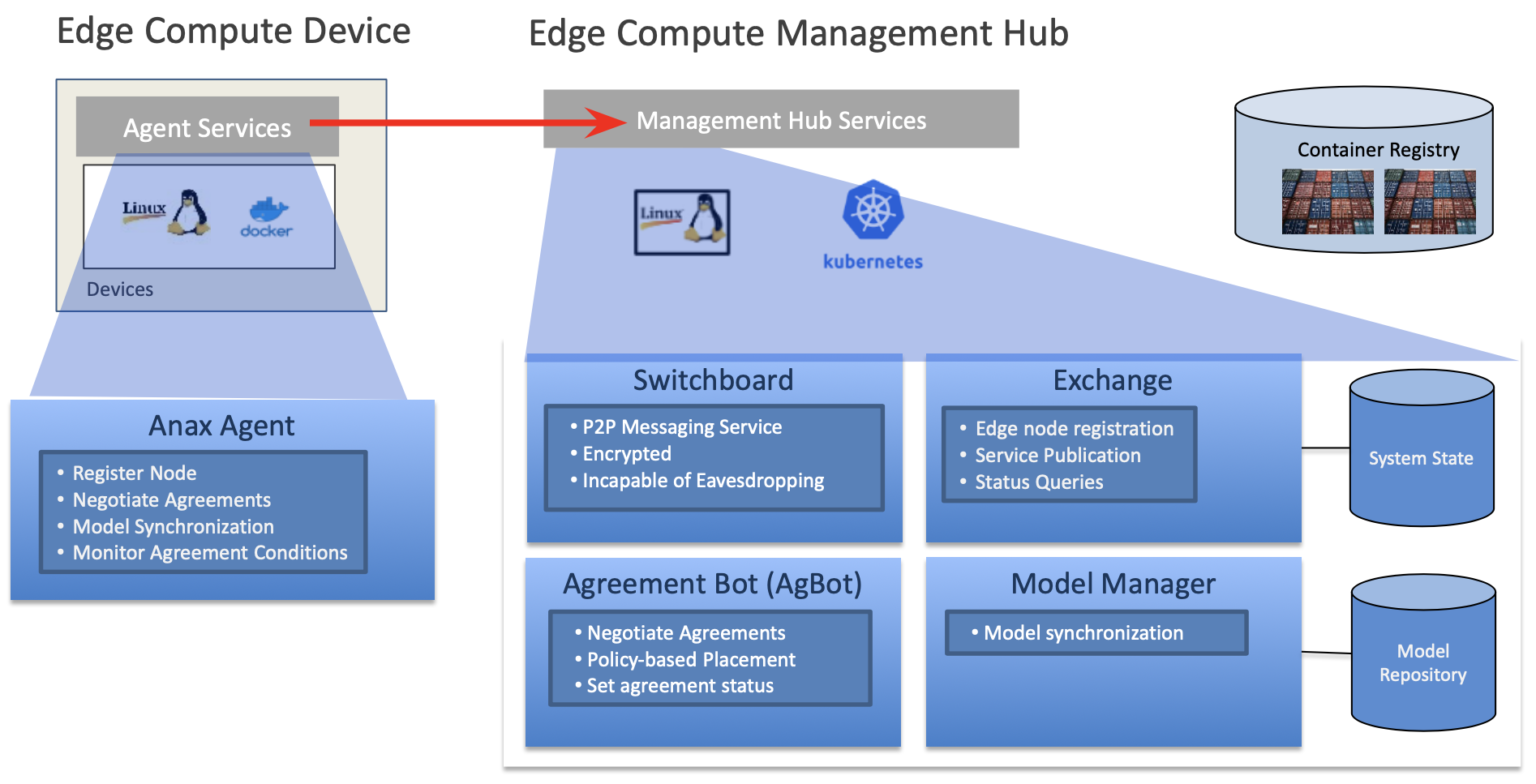 Edge Compute Device
Edge Compute Management Hub
Agent Services
Management Hub Services
Container Registry
Linux
docker
Devices
Linux
kubernetes
Anax Agent
• Register Node
• Negotiate Agreements
• Model Synchronization
• Monitor Agreement Conditions
Switchboard
• P2P Messaging Service
• Encrypted
• Incapable of Eavesdropping
Exchange
• Edge node registration
• Service Publication
• Status Queries
System State
Agreement Bot (AgBot)
• Negotiate Agreements
• Policy-based Placement
• Set agreement status
Model Manager
• Model synchronization
Model
Repository